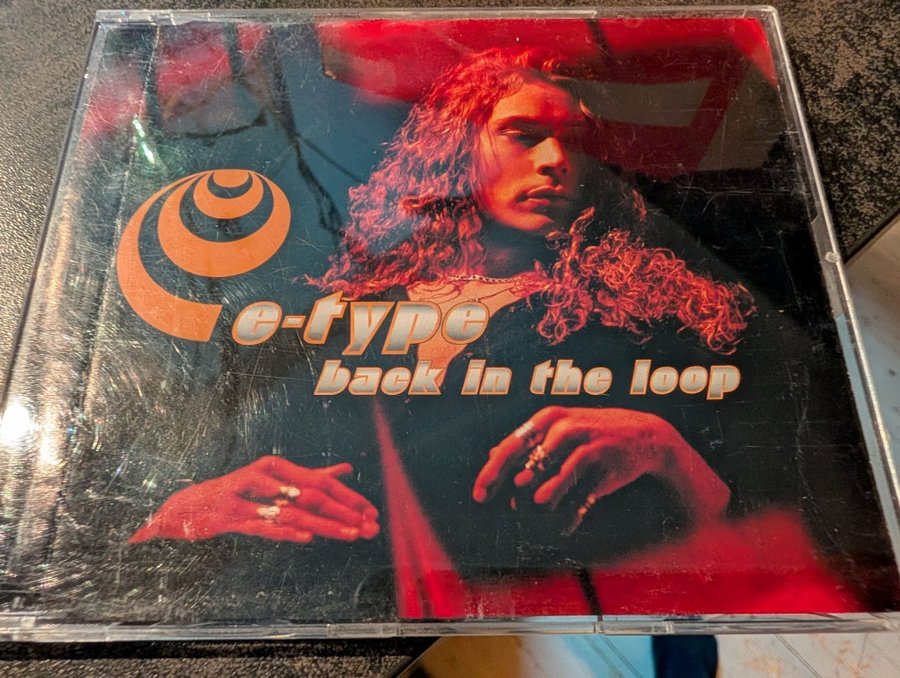 e-type
back in the loop